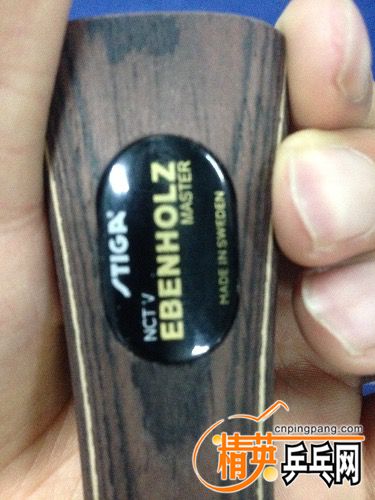 STIGA
NCT V
EBENHOLZ
MASTER
MADE IN SWEDEN
cnpingpang.com
精英乒乓网